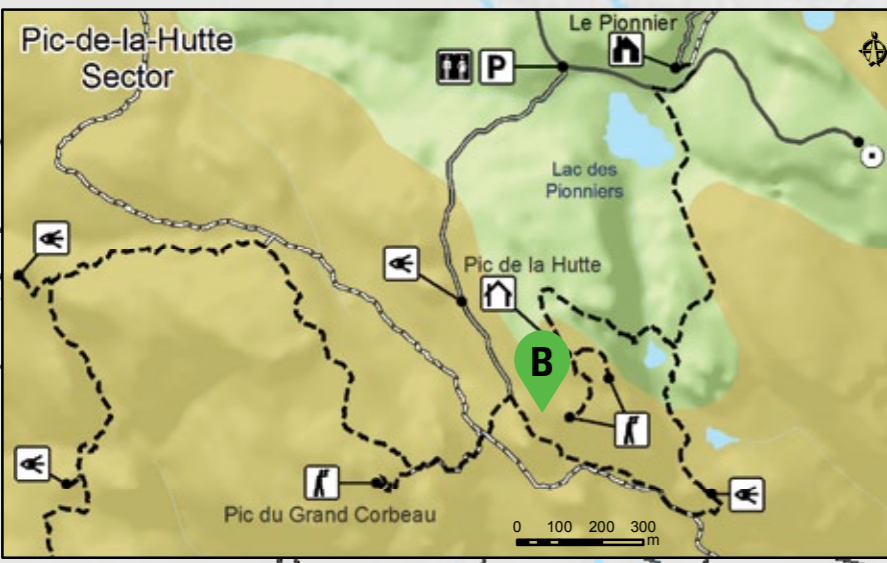 Pic-de-la-Hutte
Sector
Le Pionnier
P
Lac des
Pionniers
Pic de la Hutte
B
Pic du Grand Corbeau
0 100 200 300
m